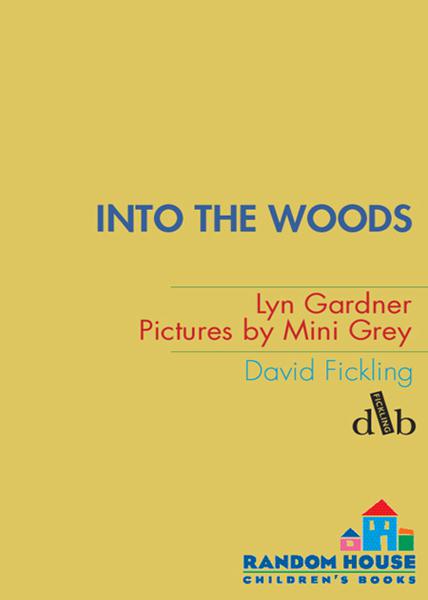 INTO THE WOODS
Lyn Gardner
Pictures by Mini Grey
David Fickling
FICKLING
d b
RANDOM HOUSE
CHILDREN'S BOOKS